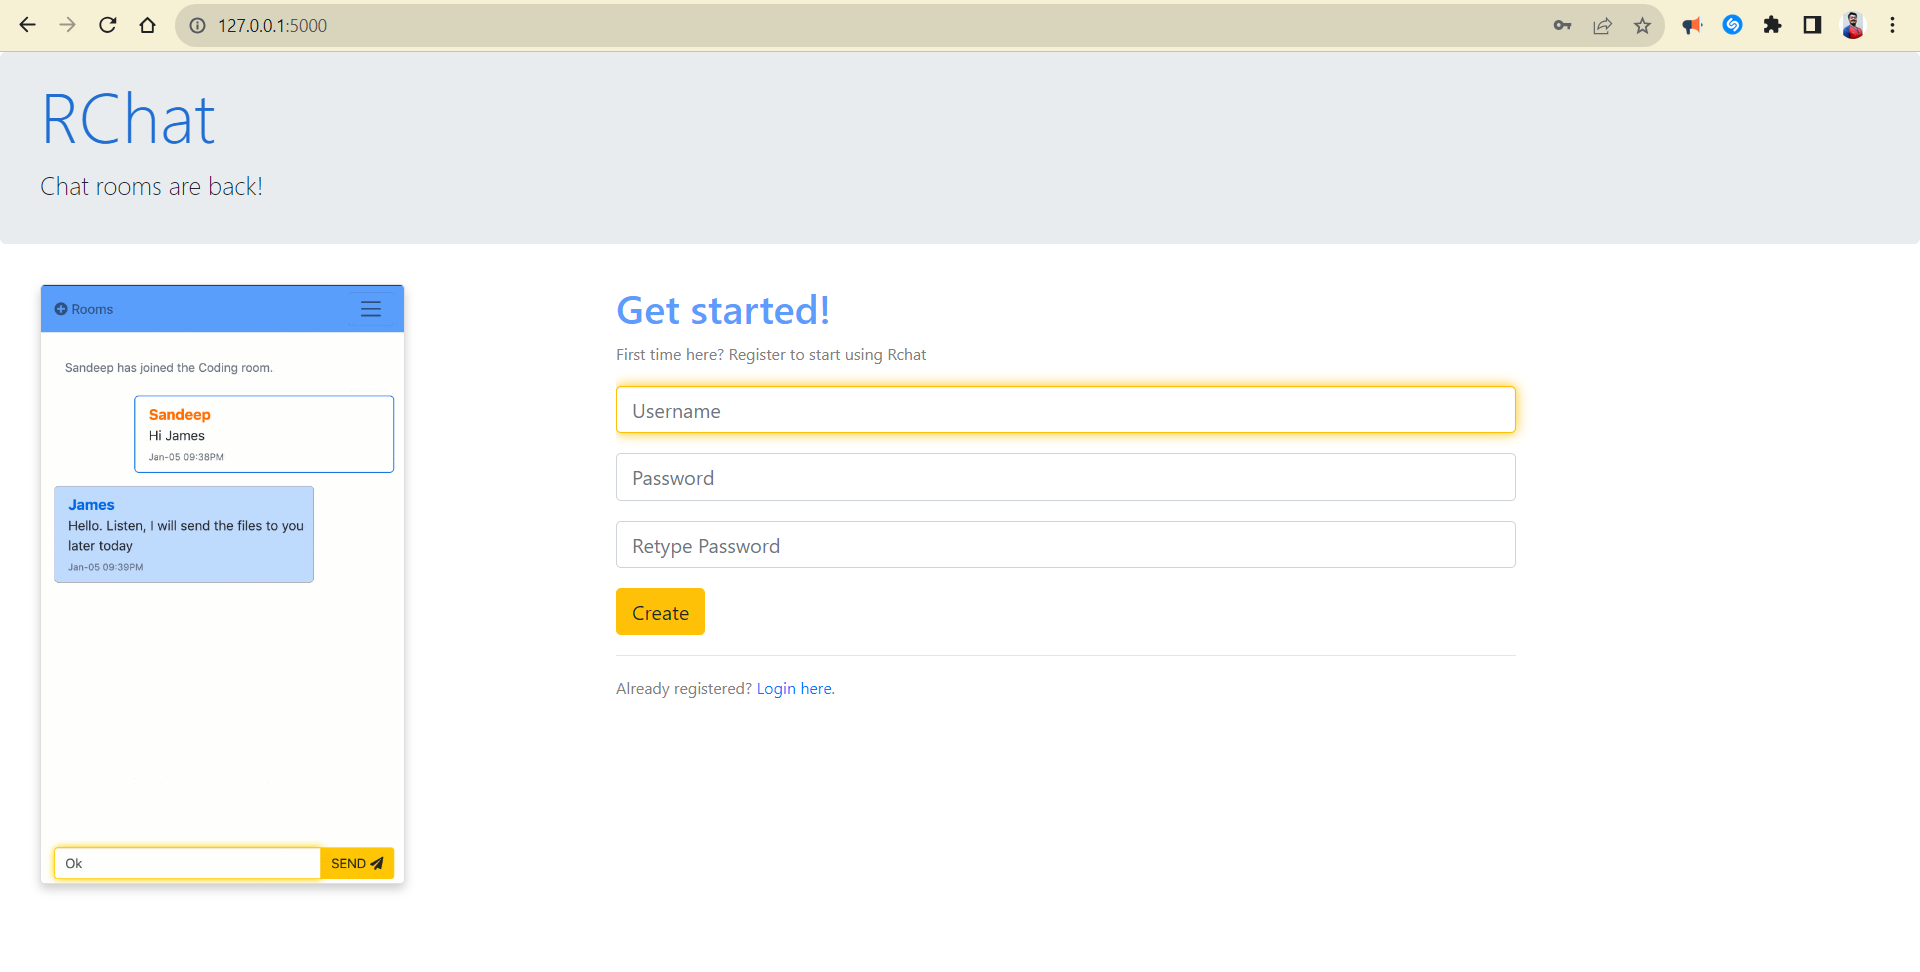 127.0.0.1:5000
RChat
Chat rooms are back!
Rooms
Sandeep has joined the Coding room.
Sandeep
Hi James
Jan-05 09:38PM
James
Hello. Listen, I will send the files to you
later today
Jan-05 09:39PM
Ok
SEND
Get started!
First time here? Register to start using Rchat
Username
Password
Retype Password
Create
Already registered? Login here.